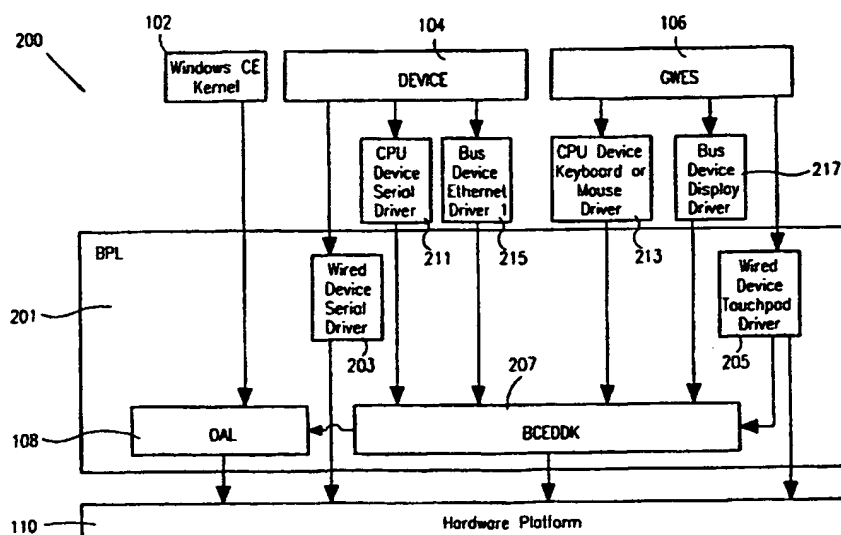 200
102
Windows CE
Kernel
104
DEVICE
106
GWES
CPU
Device
Serial
Driver
211
Bus
Device
Ethernet
Driver 1
215
CPU Device
Keyboard or
Mouse
Driver
213
Bus
Device
Display
Driver
217
BPL
201
Wired
Device
Serial
Driver
203
Wired
Device
Touchpad
Driver
205
207
108
OAL
BCEDDK
110
Hardware Platform